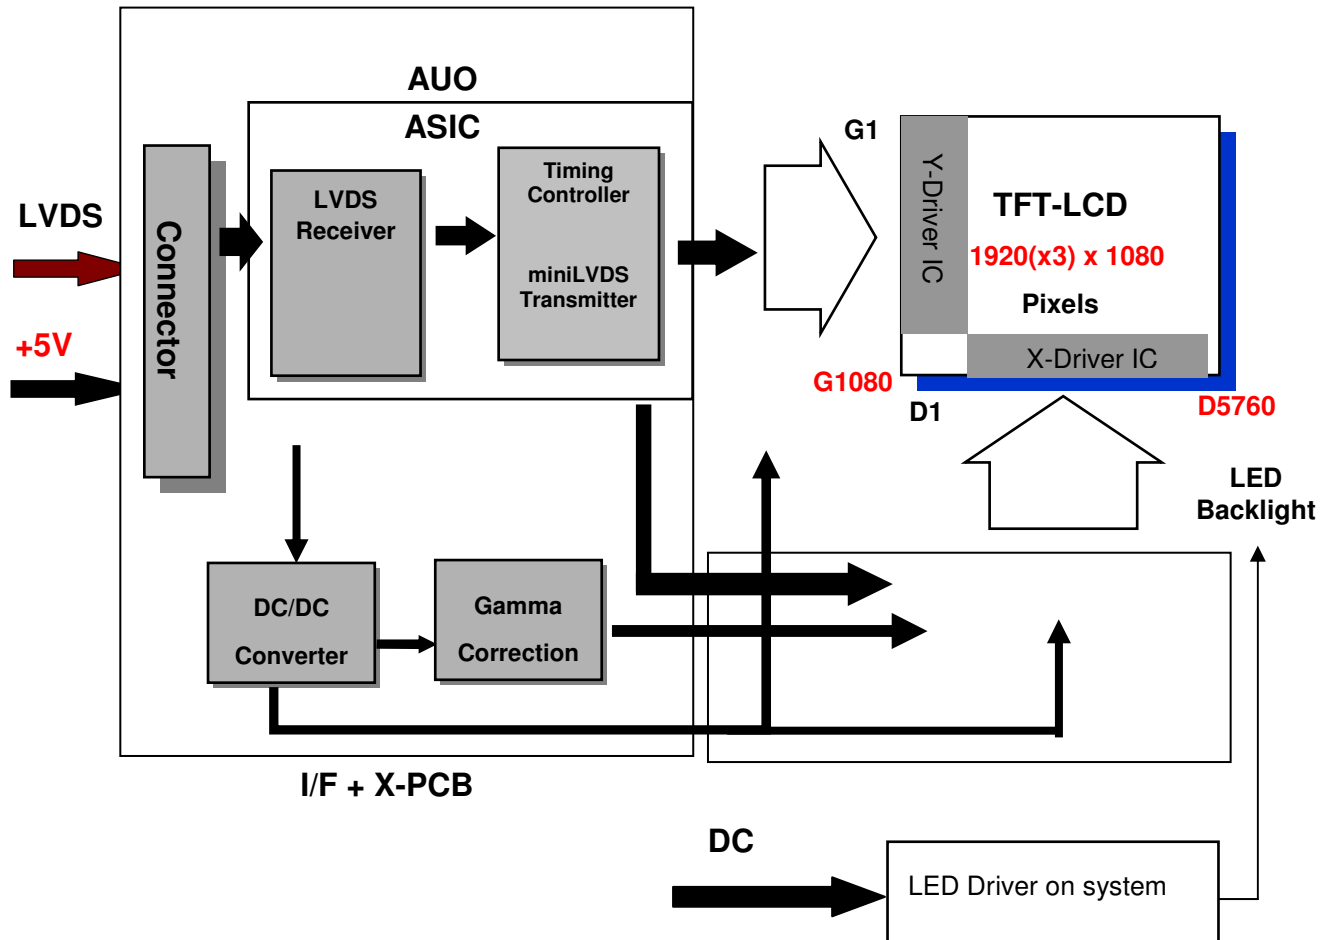 AUO
ASIC
LVDS
+5V
Connector
LVDS
Receiver
Timing
Controller
miniLVDS
Transmitter
G1
Y-Driver IC
TFT-LCD
1920(x3) x 1080
Pixels
X-Driver IC
G1080
D1
D5760
LED
Backlight
DC/DC
Converter
Gamma
Correction
I/F + X-PCB
DC
LED Driver on system